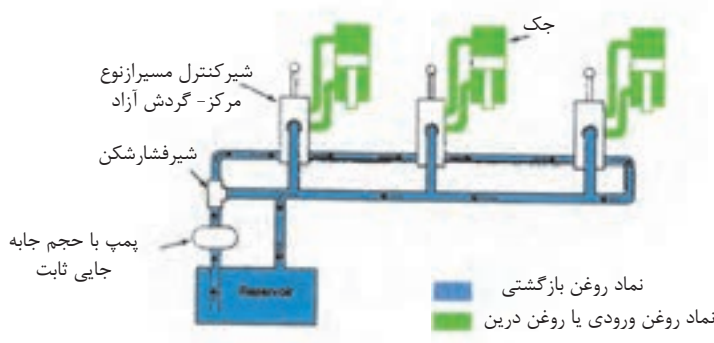 جک
شیرکنترل مسیرازنوع
مرکز- گردش آزاد
شیرفشارشکن
پمپ با حجم جابه
جایی ثابت
Reservoir
نماد روغن بازگشتی
نماد روغن ورودی یا روغن درین